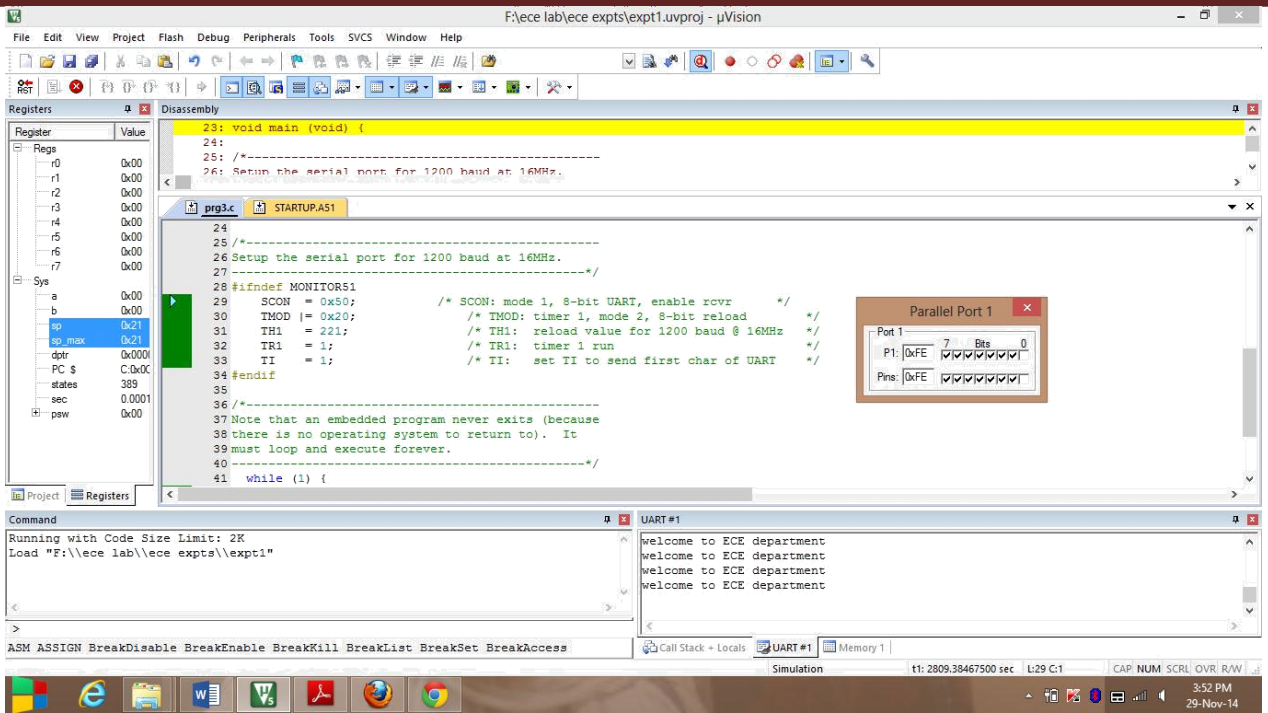 F:\ece lab\ece expts\expt1.uvproj - µVision
File Edit View Project Flash Debug Peripherals Tools SVCS Window Help
RST
Registers
Register Value
Regs
r0 0x00
r1 0x00
r2 0x00
r3 0x00
r4 0x00
r5 0x00
r6 0x00
r7 0x00
Sys
a 0x00
b 0x00
sp 0x21
sp_max 0x21
dptr 0x000
PC $ C:0x0
states 389
sec 0.0001
psw 0x00
Project Registers
Disassembly
23: void main (void) {
24:
25: /*------------------------------------------------
26: Setup the serial port for 1200 baud at 16MHz.
prg3.c STARTUP.A51
24
25 /*------------------------------------------------
26 Setup the serial port for 1200 baud at 16MHz.
27 ------------------------------------------------*/
28 #ifndef MONITOR51
29 SCON = 0x50; /* SCON: mode 1, 8-bit UART, enable rcvr */
30 TMOD |= 0x20; /* TMOD: timer 1, mode 2, 8-bit reload */
31 TH1 = 221; /* TH1: reload value for 1200 baud @ 16MHz */
32 TR1 = 1; /* TR1: timer 1 run */
33 TI = 1; /* TI: set TI to send first char of UART */
34 #endif
35
36 /*------------------------------------------------
37 Note that an embedded program never exits (because
38 there is no operating system to return to). It
39 must loop and execute forever.
40 ------------------------------------------------*/
41 while (1) {
Parallel Port 1
Port 1
7 Bits 0
P1: 0xFE
Pins: 0xFE
Command
Running with Code Size Limit: 2K
Load "F:\\ece lab\\ece expts\\expt1"
>
ASM ASSIGN BreakDisable BreakEnable BreakKill BreakList BreakSet BreakAccess
UART #1
welcome to ECE department
welcome to ECE department
welcome to ECE department
welcome to ECE department
Call Stack + Locals UART #1 Memory 1
Simulation t1: 2809.38467500 sec L:29 C:1 CAP NUM SCRL OVR R/W
3:52 PM
29-Nov-14